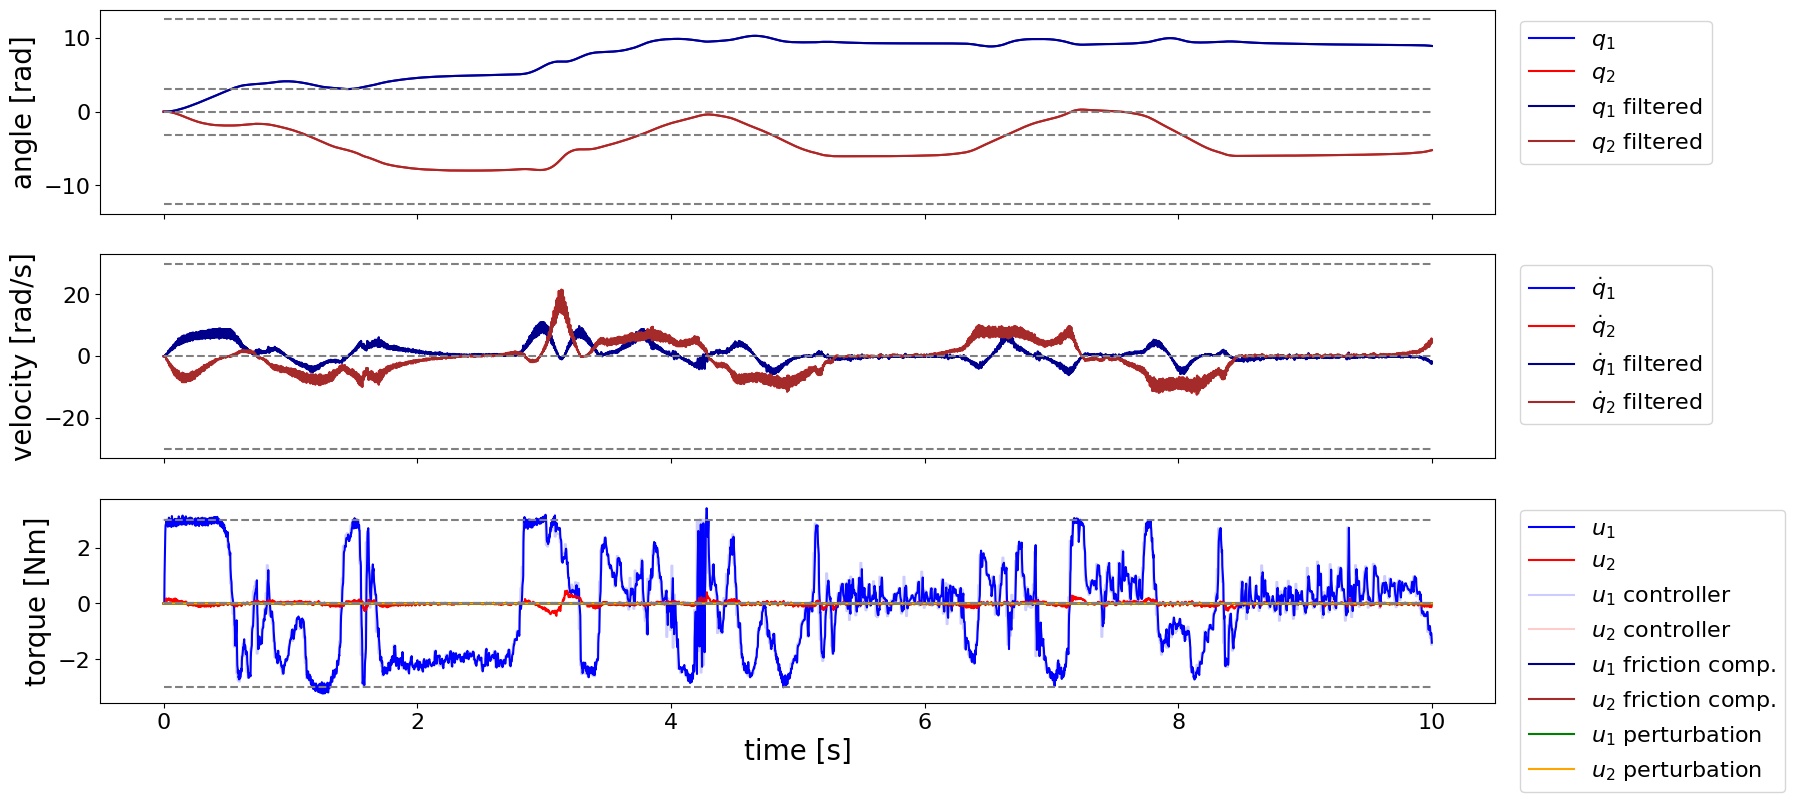 angle [rad]
10
0
−10
q₁
q₂
q₁ filtered
q₂ filtered
velocity [rad/s]
20
0
−20
q̇₁
q̇₂
q̇₁ filtered
q̇₂ filtered
torque [Nm]
2
0
−2
0 2 4 6 8 10
time [s]
u₁
u₂
u₁ controller
u₂ controller
u₁ friction comp.
u₂ friction comp.
u₁ perturbation
u₂ perturbation